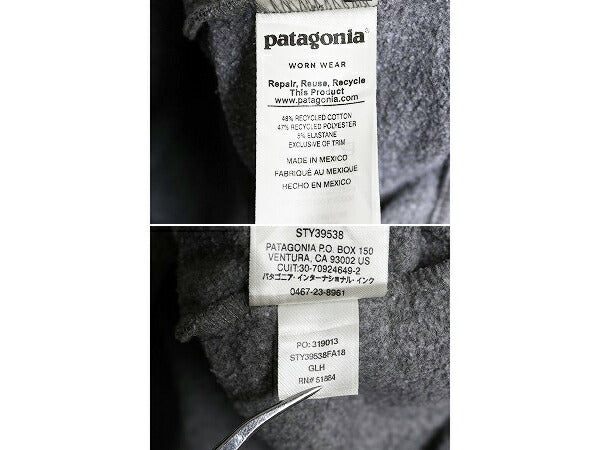 patagonia®
WORN WEAR
Repair, Reuse, Recycle
This Product
www.patagonia.com
48% RECYCLED COTTON
47% RECYCLED POLYESTER
5% ELASTANE
EXCLUSIVE OF TRIM
MADE IN MEXICO
FABRIQUÉ AU MEXIQUE
HECHO EN MEXICO
STY39538
PATAGONIA P.O. BOX 150
VENTURA, CA 93002 US
CUIT:30-70924649-2
パタゴニア・インターナショナル・インク
0467-23-8961
PO: 319013
STY39538FA18
GLH
RN# 51884